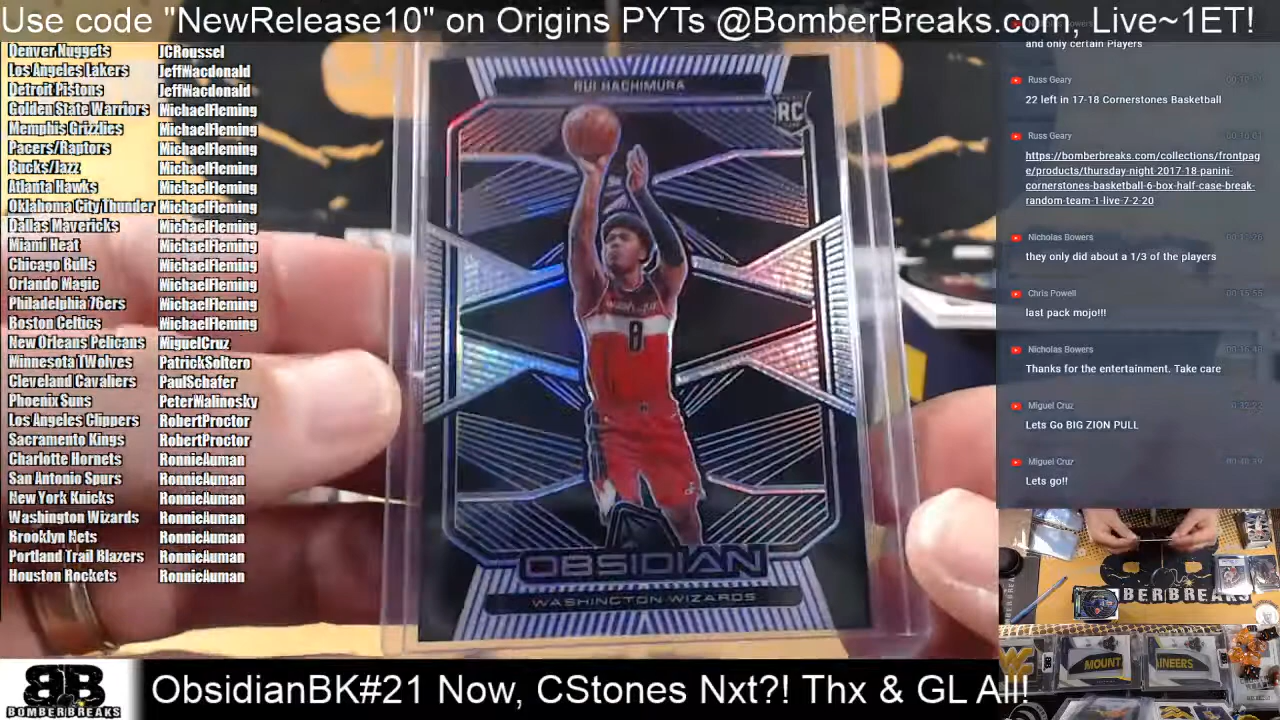 Use code "NewRelease10" on Origins PYTs @BomberBreaks.com, Live~1ET!
Denver Nuggets JCRoussel
Los Angeles Lakers JeffWacdonald
Detroit Pistons JeffWacdonald
Golden State Warriors MichaelFleming
Memphis Grizzlies MichaelFleming
Pacers/Raptors MichaelFleming
Bucks/Jazz MichaelFleming
Atlanta Hawks MichaelFleming
Oklahoma City Thunder MichaelFleming
Dallas Mavericks MichaelFleming
Miami Heat MichaelFleming
Chicago Bulls MichaelFleming
Orlando Magic MichaelFleming
Philadelphia 76ers MichaelFleming
Boston Celtics MichaelFleming
New Orleans Pelicans MiguelCruz
Minnesota TWolves PatrickSoltero
Cleveland Cavaliers PaulSchafer
Phoenix Suns PeterMalinosky
Los Angeles Clippers RobertProctor
Sacramento Kings RobertProctor
Charlotte Hornets RonnieAuman
San Antonio Spurs RonnieAuman
New York Knicks RonnieAuman
Washington Wizards RonnieAuman
Brooklyn Nets RonnieAuman
Portland Trail Blazers RonnieAuman
Houston Rockets RonnieAuman
RUI HACHIMURA
RC
8
OBSIDIAN
WASHINGTON WIZARDS
and only certain Players
Russ Geary
22 left in 17-18 Cornerstones Basketball
Russ Geary
https://bomberbreaks.com/collections/frontpag
e/products/thursday-night-2017-18-panini-
cornerstones-basketball-6-box-half-case-break-
random-team-1-live-7-2-20
Nicholas Bowers
they only did about a 1/3 of the players
Chris Powell
last pack mojo!!!
Nicholas Bowers
Thanks for the entertainment. Take care
Miguel Cruz
Lets Go BIG ZION PULL
Miguel Cruz
Lets go!!
BOMBERBREAKS
MOUNT
AINEERS
BB
BOMBERBREAKS
ObsidianBK#21 Now, CStones Nxt?! Thx & GL All!